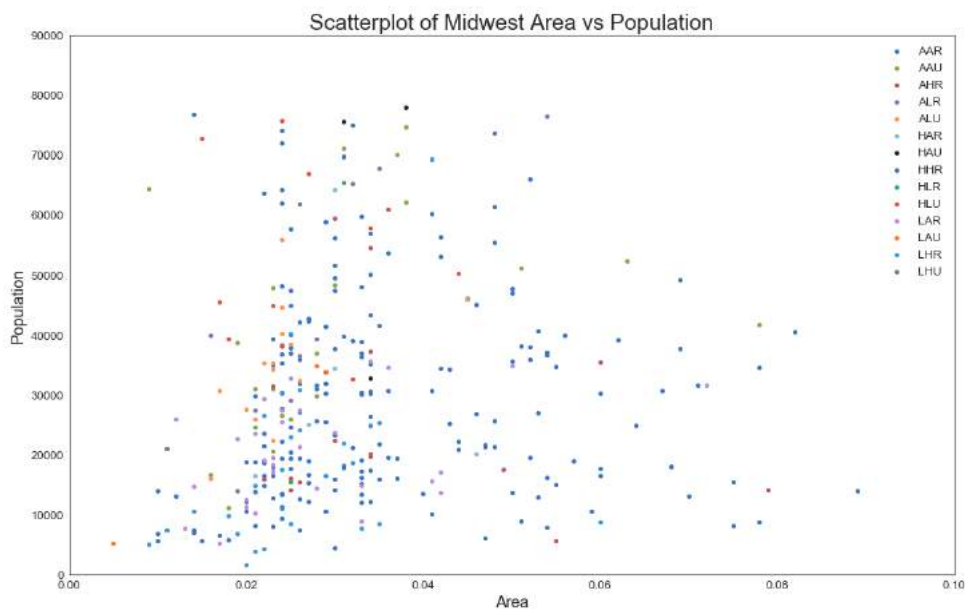 Scatterplot of Midwest Area vs Population
90000
80000
70000
60000
50000
40000
30000
20000
10000
0
Population
0.00
0.02
0.04
0.06
0.08
0.10
Area
AAR
AAU
AHR
ALR
ALU
HAR
HAU
HHR
HLR
HLU
LAR
LAU
LHR
LHU